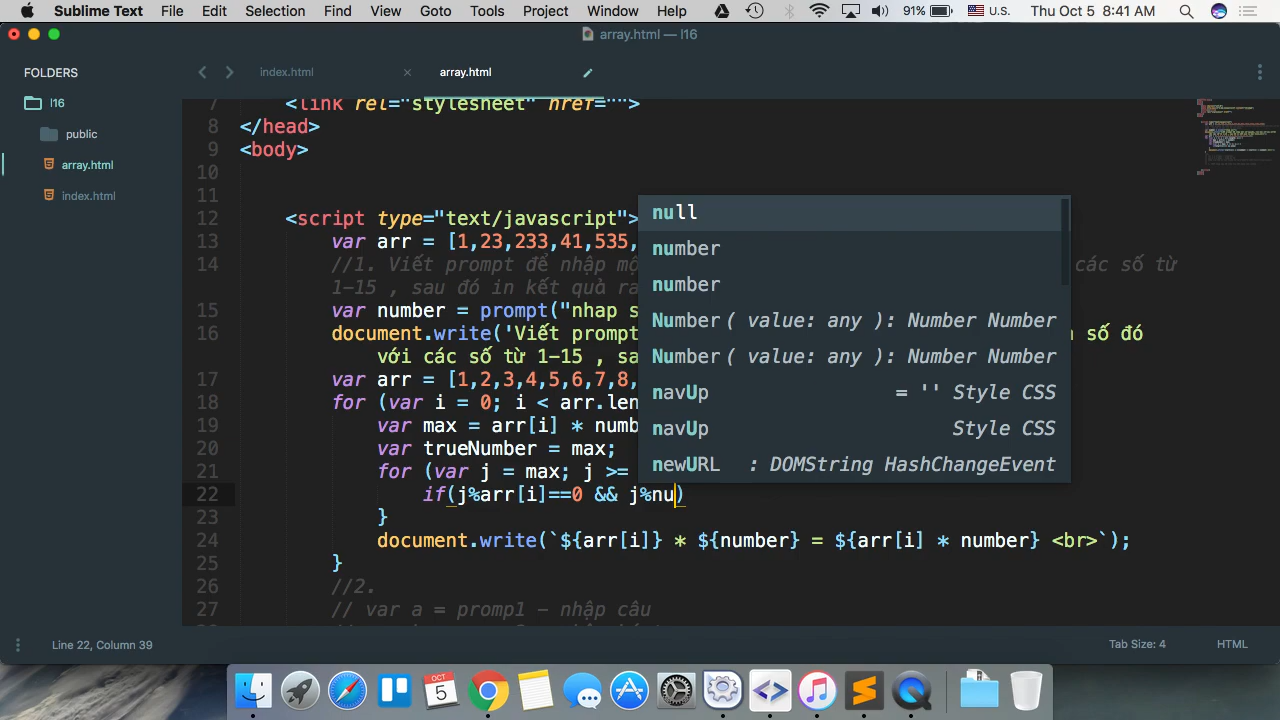 Sublime Text File Edit Selection Find View Goto Tools Project Window Help 91% U.S. Thu Oct 5 8:41 AM
array.html — l16
FOLDERS
l16
public
array.html
index.html
index.html × array.html
7 <link rel="stylesheet" href="">
8 </head>
9 <body>
10
11
12 <script type="text/javascript">
13 var arr = [1,23,233,41,535,
14 //1. Viết prompt để nhập mộ các số từ
1-15 , sau đó in kết quả ra
15 var number = prompt("nhap s
16 document.write('Viết prompt n số đó
với các số từ 1-15 , sa
17 var arr = [1,2,3,4,5,6,7,8,
18 for (var i = 0; i < arr.len
19 var max = arr[i] * numb
20 var trueNumber = max;
21 for (var j = max; j >=
22 if(j%arr[i]==0 && j%nu)
23 }
24 document.write(`${arr[i]} * ${number} = ${arr[i] * number} <br>`);
25 }
26 //2.
27 // var a = promp1 - nhập câu
null
number
number
Number( value: any ): Number Number
Number( value: any ): Number Number
navUp = '' Style CSS
navUp Style CSS
newURL : DOMString HashChangeEvent
Line 22, Column 39 Tab Size: 4 HTML
OCT
5